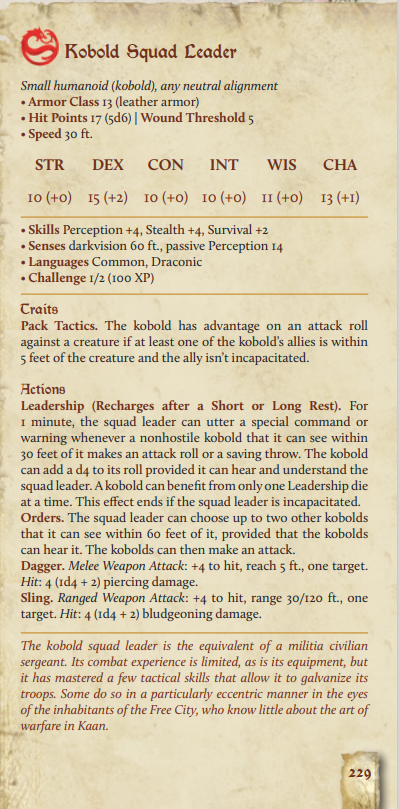 Kobold Squad Leader
Small humanoid (kobold), any neutral alignment
• Armor Class 13 (leather armor)
• Hit Points 17 (5d6) | Wound Threshold 5
• Speed 30 ft.
STR DEX CON INT WIS CHA
10 (+0) 15 (+2) 10 (+0) 10 (+0) 11 (+0) 13 (+1)
• Skills Perception +4, Stealth +4, Survival +2
• Senses darkvision 60 ft., passive Perception 14
• Languages Common, Draconic
• Challenge 1/2 (100 XP)
Traits
Pack Tactics. The kobold has advantage on an attack roll
against a creature if at least one of the kobold's allies is within
5 feet of the creature and the ally isn't incapacitated.
Actions
Leadership (Recharges after a Short or Long Rest). For
1 minute, the squad leader can utter a special command or
warning whenever a nonhostile kobold that it can see within
30 feet of it makes an attack roll or a saving throw. The kobold
can add a d4 to its roll provided it can hear and understand the
squad leader. A kobold can benefit from only one Leadership die
at a time. This effect ends if the squad leader is incapacitated.
Orders. The squad leader can choose up to two other kobolds
that it can see within 60 feet of it, provided that the kobolds
can hear it. The kobolds can then make an attack.
Dagger. Melee Weapon Attack: +4 to hit, reach 5 ft., one target.
Hit: 4 (1d4 + 2) piercing damage.
Sling. Ranged Weapon Attack: +4 to hit, range 30/120 ft., one
target. Hit: 4 (1d4 + 2) bludgeoning damage.
The kobold squad leader is the equivalent of a militia civilian
sergeant. Its combat experience is limited, as is its equipment, but
it has mastered a few tactical skills that allow it to galvanize its
troops. Some do so in a particularly eccentric manner in the eyes
of the inhabitants of the Free City, who know little about the art of
warfare in Kaan.
229